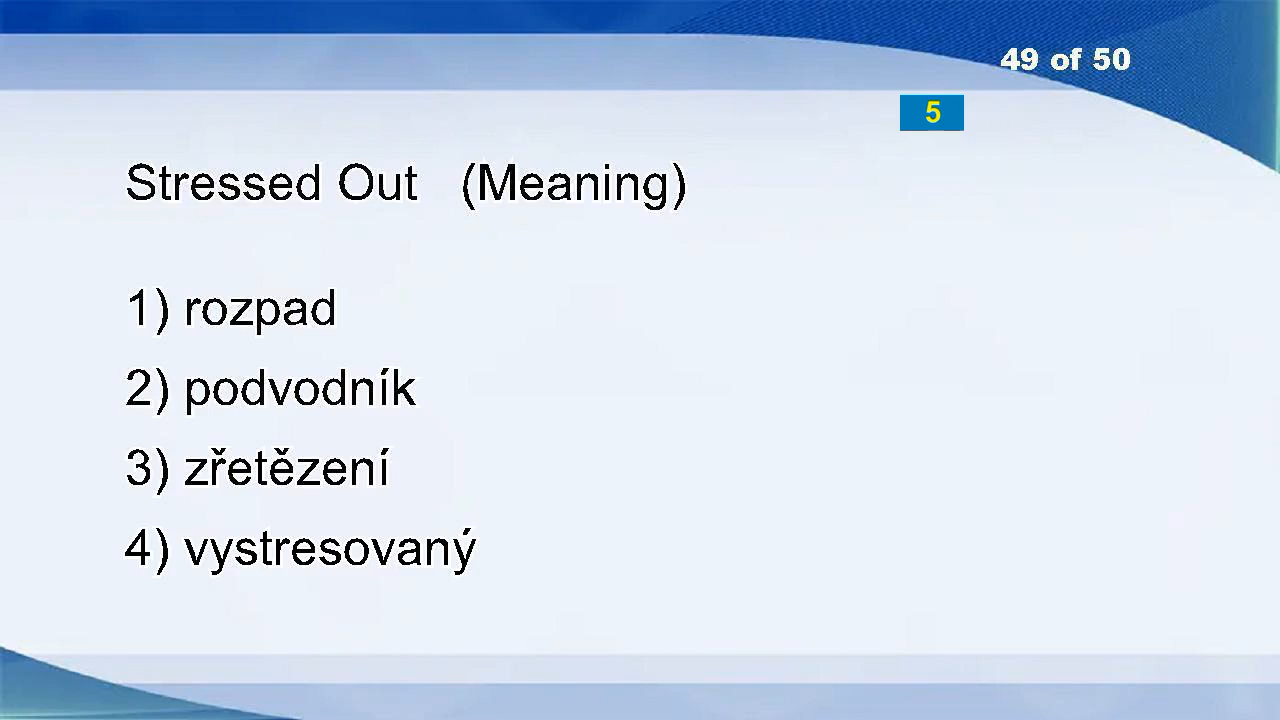 49 of 50
5
Stressed Out (Meaning)
1) rozpad
2) podvodník
3) zřetězení
4) vystresovaný